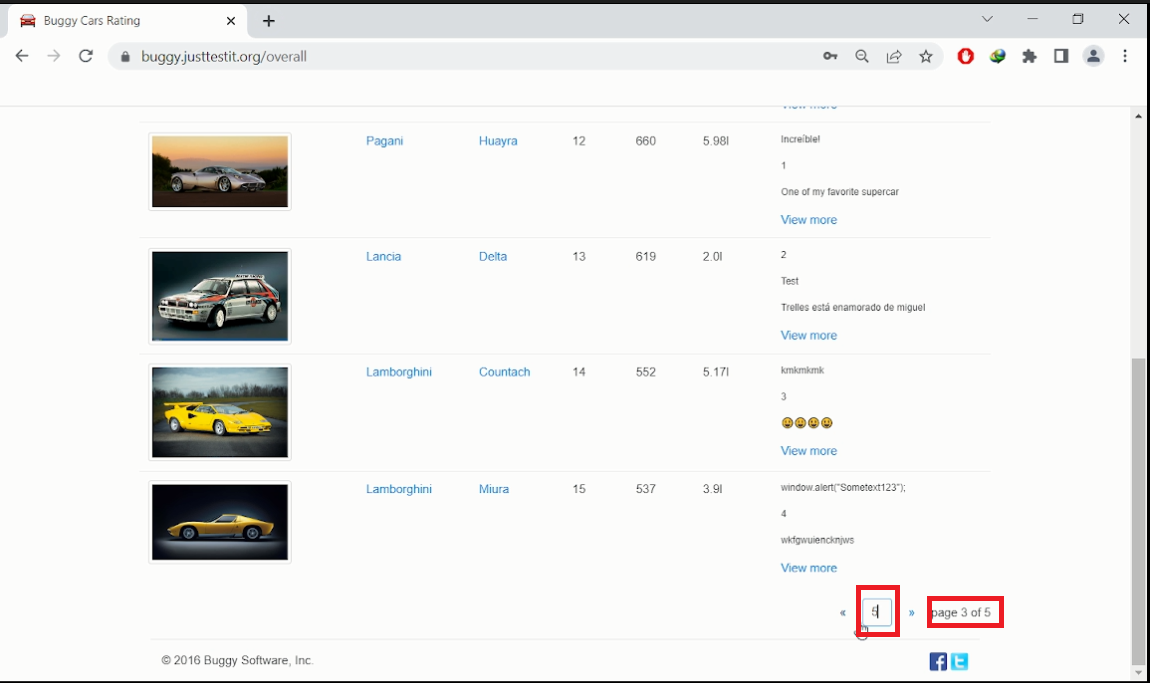 Buggy Cars Rating
buggy.justtestit.org/overall
View more
Pagani Huayra 12 660 5.98l Increíble!
1
One of my favorite supercar
View more
Lancia Delta 13 619 2.0l 2
Test
Trelles está enamorado de miguel
View more
Lamborghini Countach 14 552 5.17l kmkmkmk
3
View more
Lamborghini Miura 15 537 3.9l window.alert("Sometext123");
4
wkfgwuiencknjws
View more
« 5 » page 3 of 5
© 2016 Buggy Software, Inc.